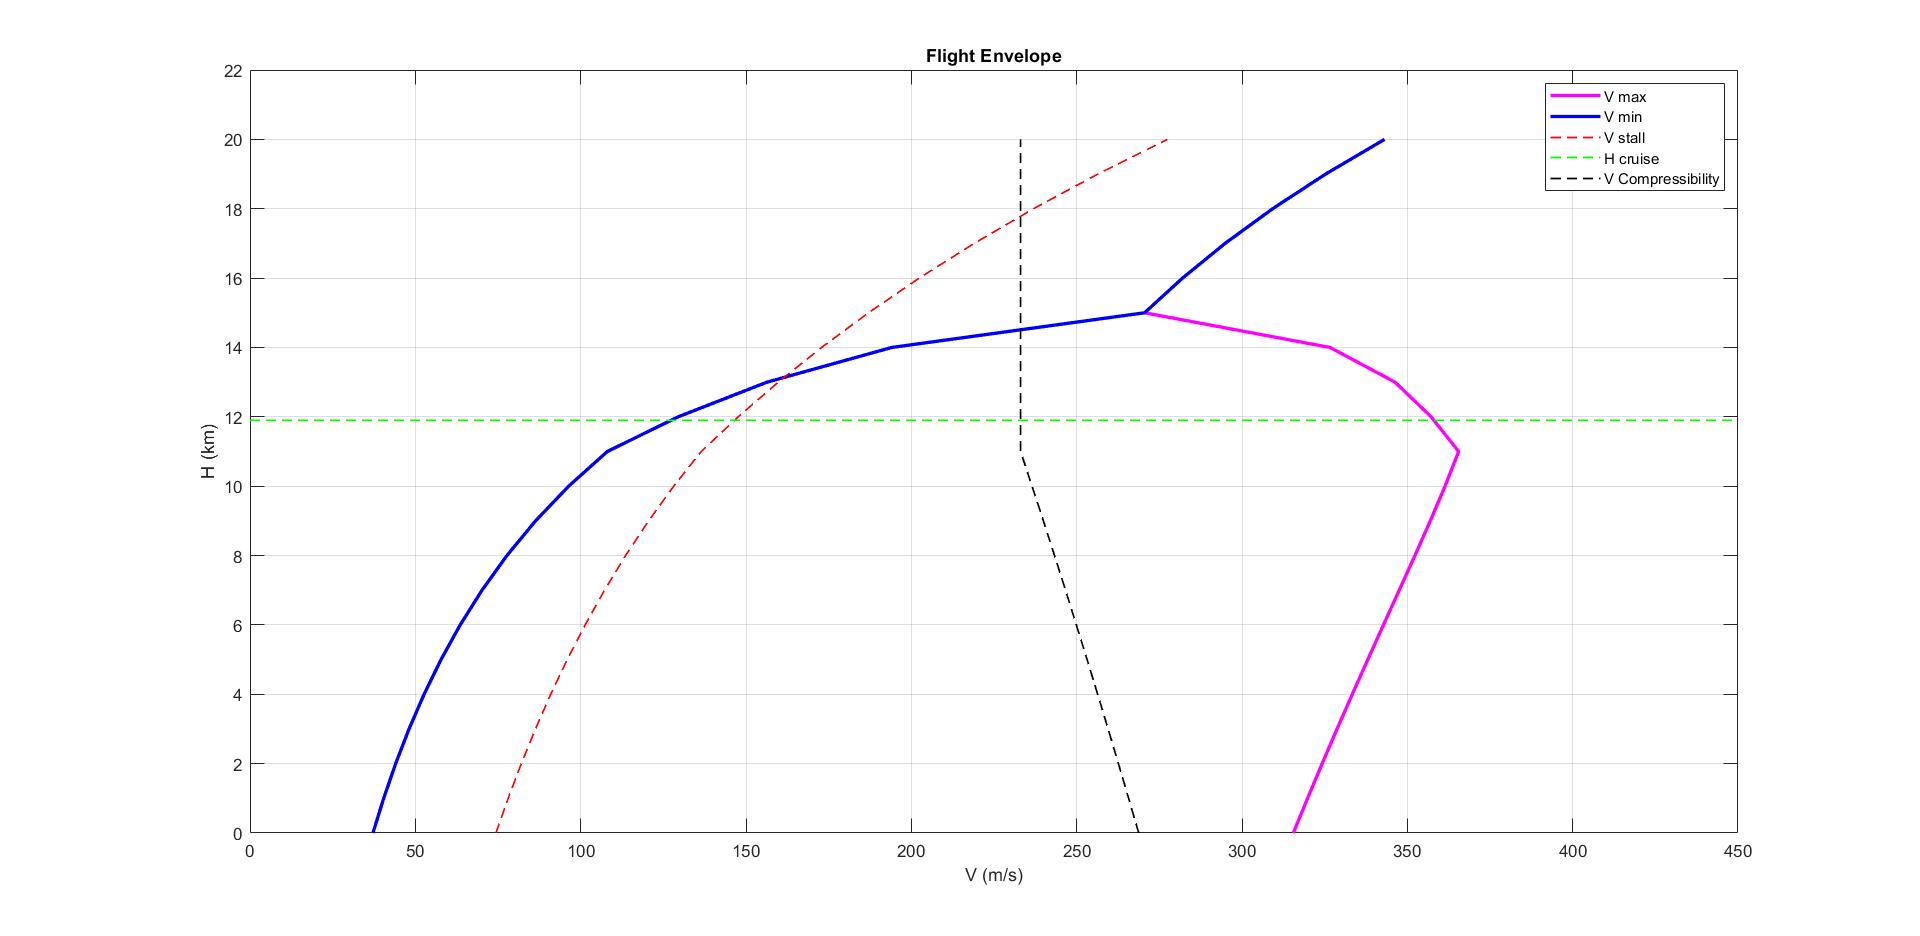 Flight Envelope
22
20
18
16
14
12
10
8
6
4
2
0
H (km)
V max
V min
V stall
H cruise
V Compressibility
0 50 100 150 200 250 300 350 400 450
V (m/s)